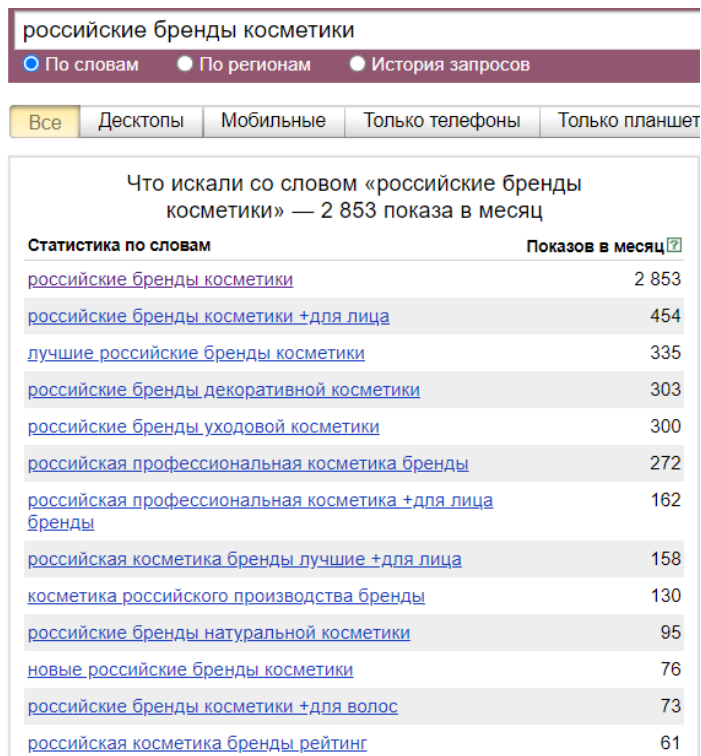 российские бренды косметики
По словам По регионам История запросов
Все Десктопы Мобильные Только телефоны Только планшет
Что искали со словом «российские бренды
косметики» — 2 853 показа в месяц
Статистика по словам Показов в месяц ?
российские бренды косметики 2 853
российские бренды косметики +для лица 454
лучшие российские бренды косметики 335
российские бренды декоративной косметики 303
российские бренды уходовой косметики 300
российская профессиональная косметика бренды 272
российская профессиональная косметика +для лица 162
бренды
российская косметика бренды лучшие +для лица 158
косметика российского производства бренды 130
российские бренды натуральной косметики 95
новые российские бренды косметики 76
российские бренды косметики +для волос 73
российская косметика бренды рейтинг 61